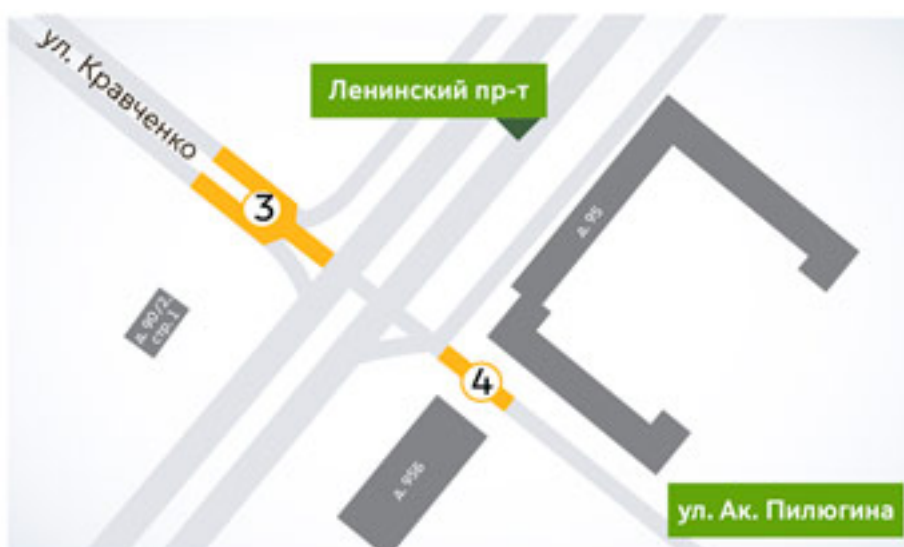 ул. Кравченко
Ленинский пр-т
3
д. 95
д. 90/2,
стр. 1
4
д. 95Б
ул. Ак. Пилюгина